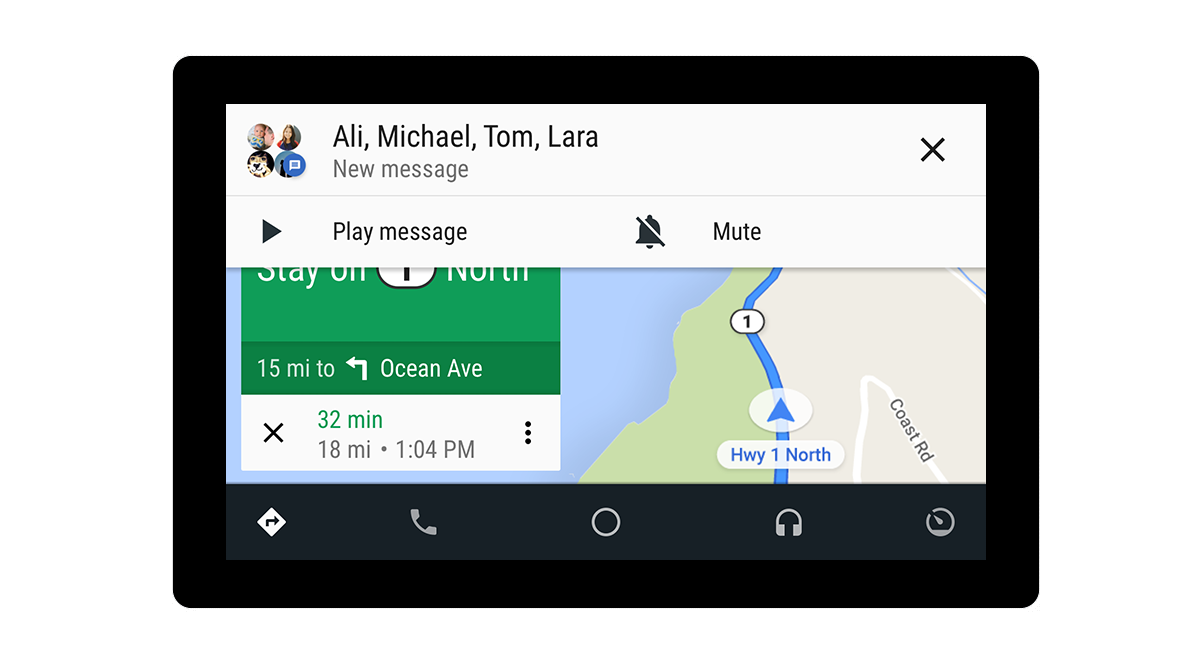 Ali, Michael, Tom, Lara
New message
Play message
Mute
Stay on 1 North
15 mi to Ocean Ave
32 min
18 mi • 1:04 PM
1
Coast Rd
Hwy 1 North